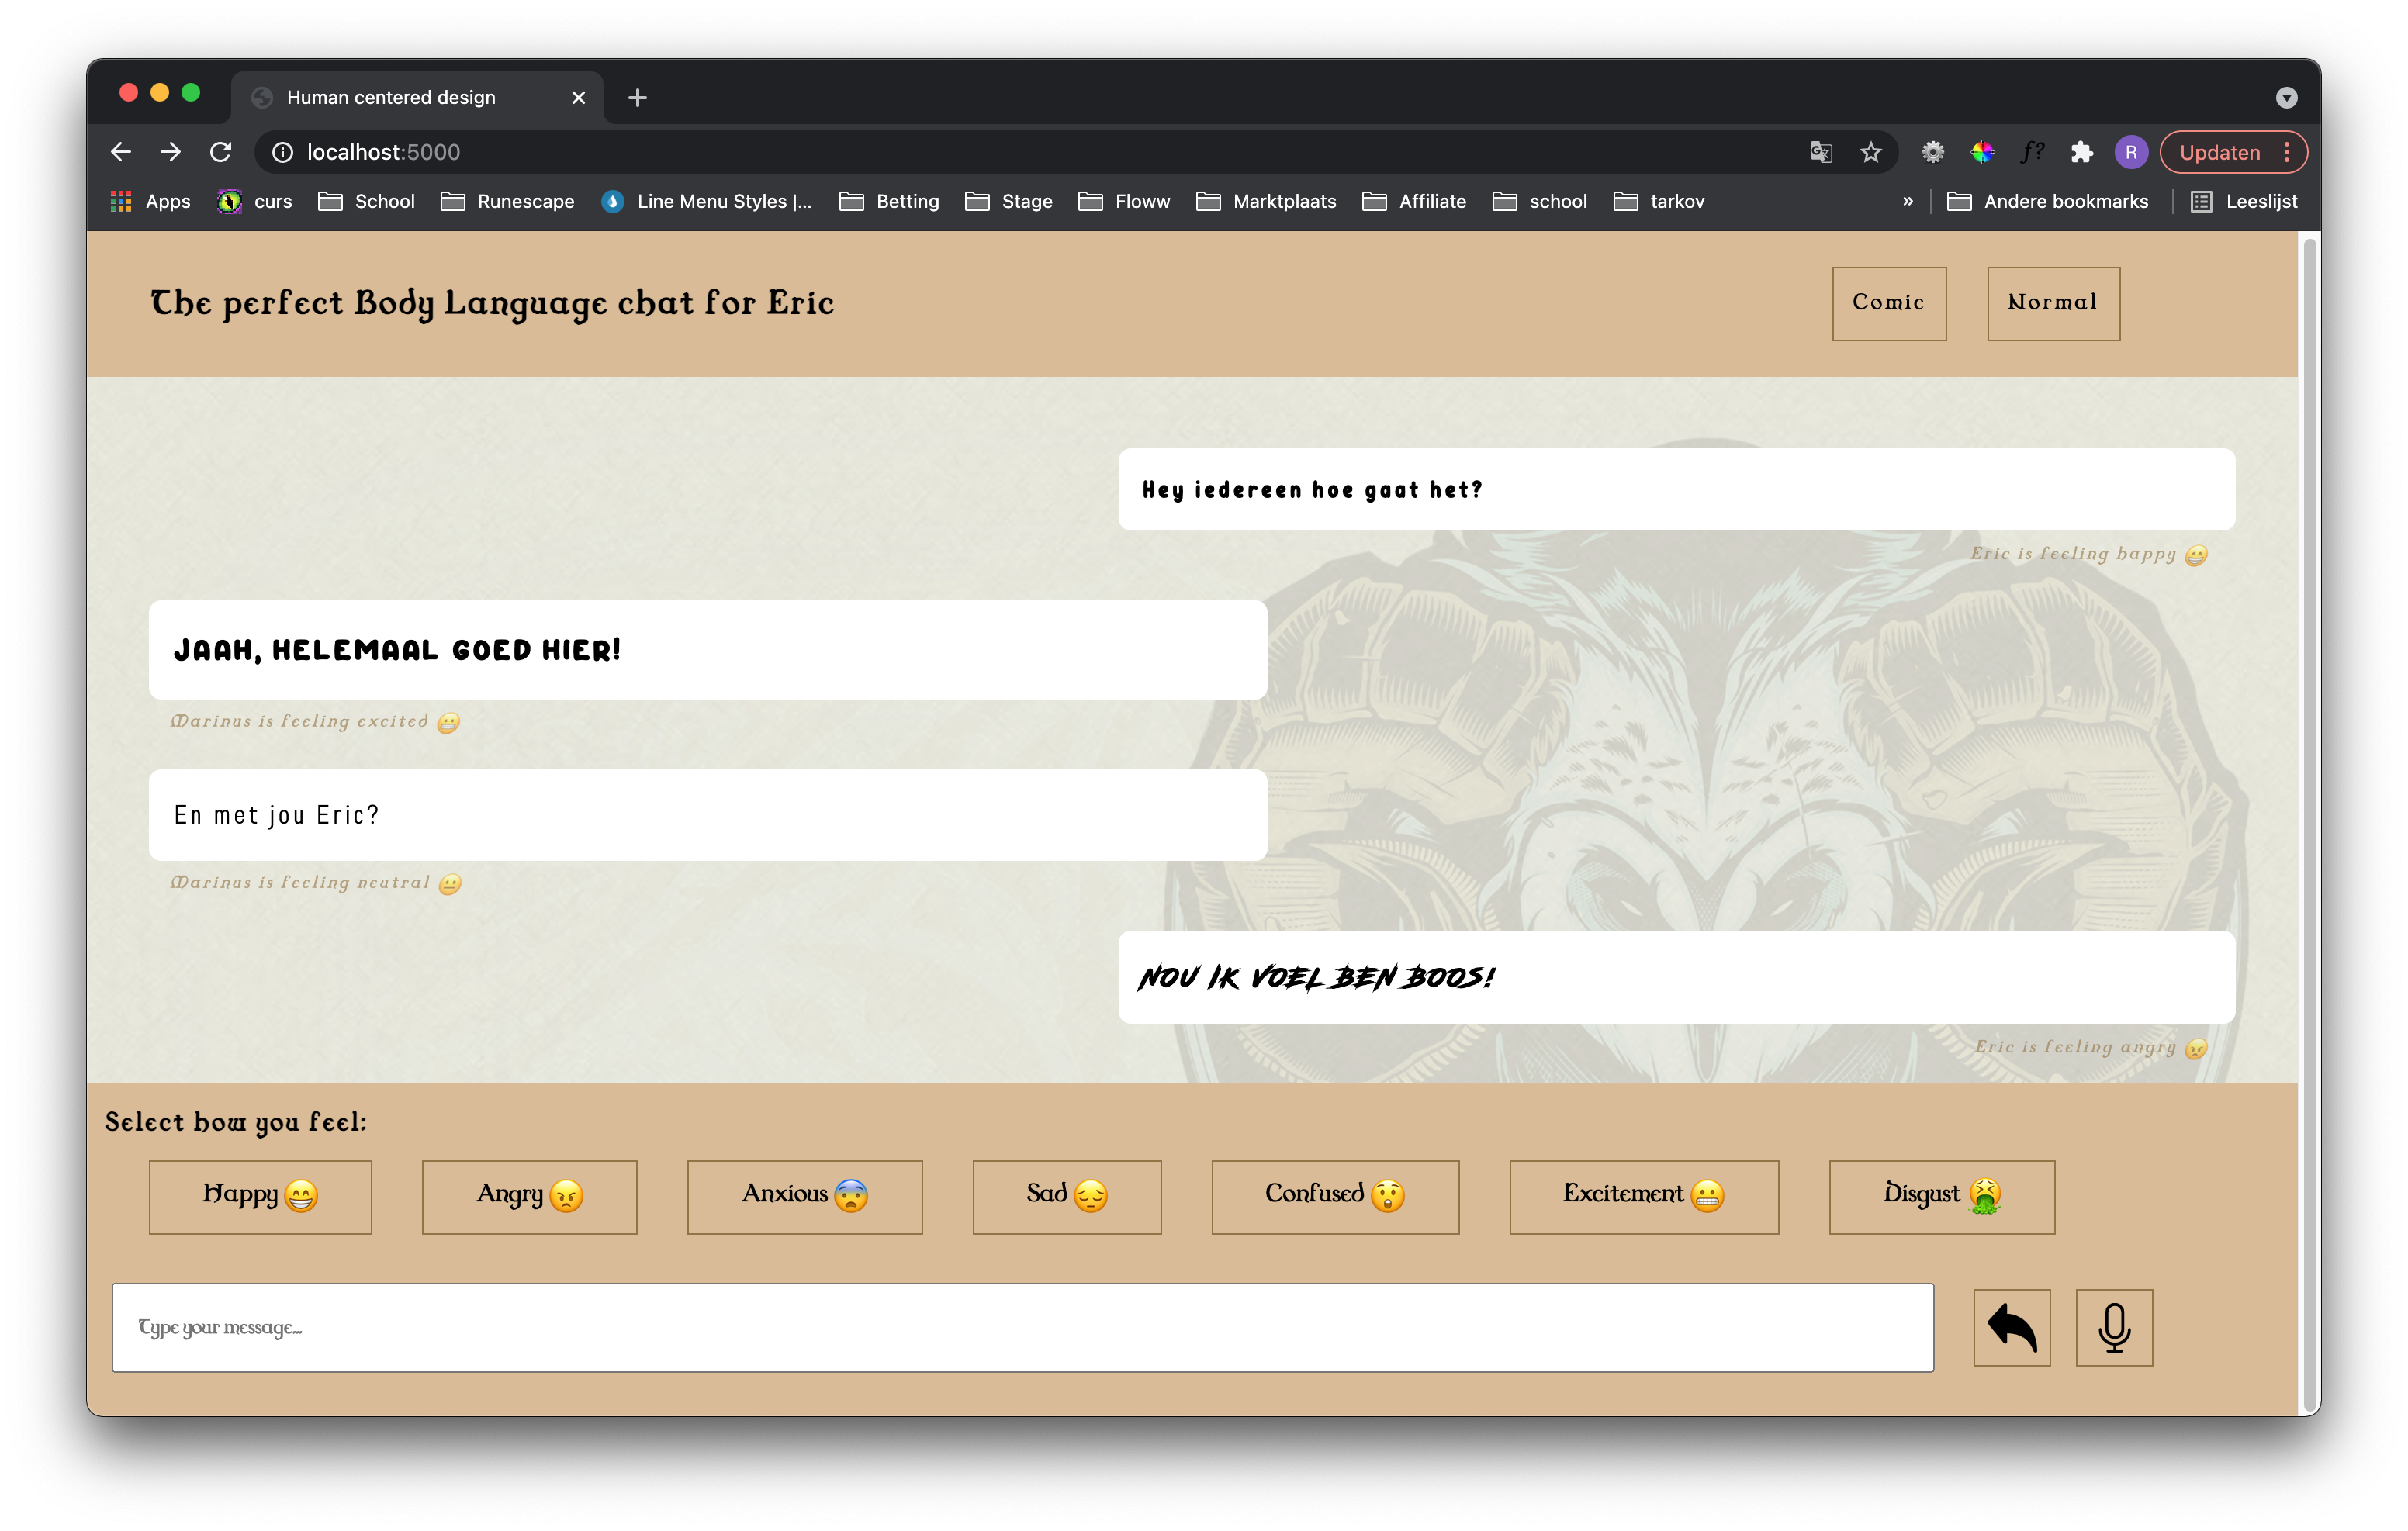 Human centered design
localhost:5000
f?
R
Updaten
Apps
curs
School
Runescape
Line Menu Styles |...
Betting
Stage
Floww
Marktplaats
Affiliate
school
tarkov
»
Andere bookmarks
Leeslijst
The perfect Body Language chat for Eric
Comic
Normal
Hey iedereen hoe gaat het?
Eric is feeling happy 😁
JAAH, HELEMAAL GOED HIER!
Marinus is feeling excited 😬
En met jou Eric?
Marinus is feeling neutral 😐
NOU IK VOEL BEN BOOS!
Eric is feeling angry 😠
Select how you feel:
Happy 😁
Angry 😠
Anxious 😨
Sad 😔
Confused 😲
Excitement 😬
Disgust 🤮
Type your message...